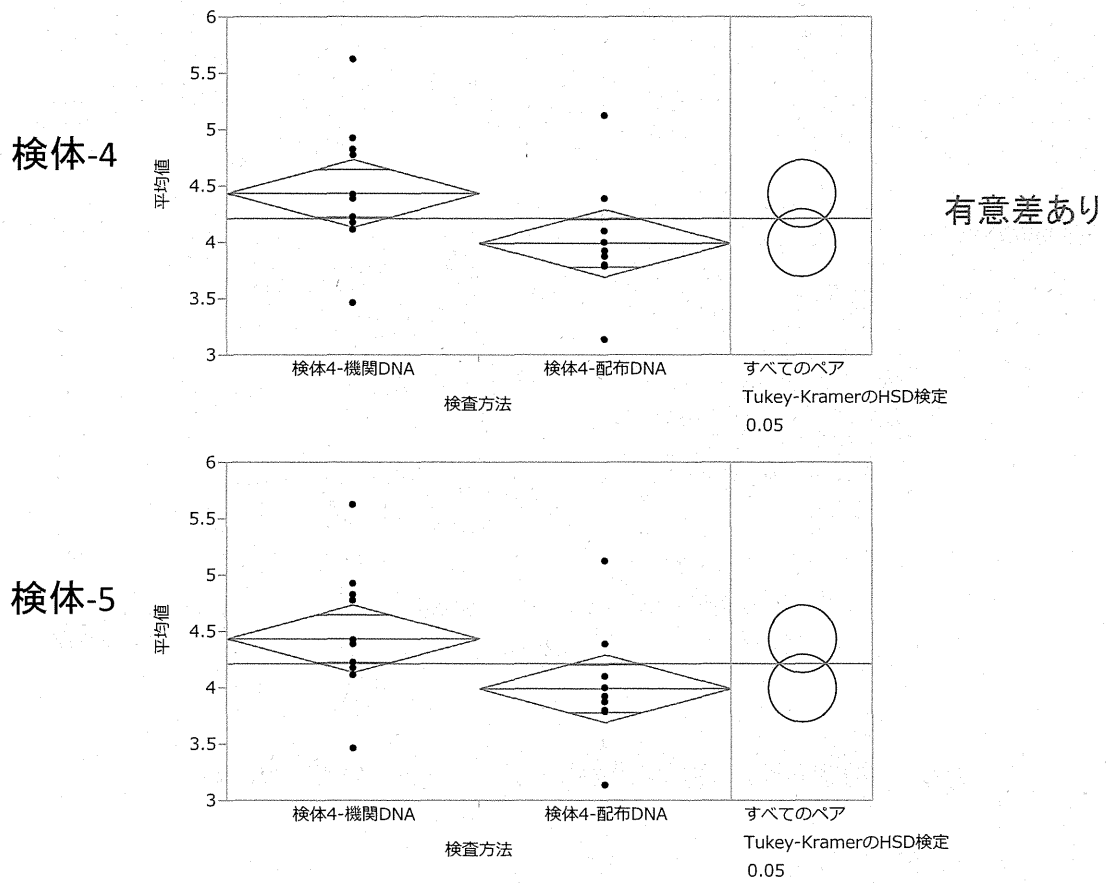 検体-4
平均値
6
5.5
5
4.5
4
3.5
3
検体4-機関DNA
検体4-配布DNA
すべてのペア
Tukey-KramerのHSD検定
0.05
検査方法
有意差あり
検体-5
平均値
6
5.5
5
4.5
4
3.5
3
検体4-機関DNA
検体4-配布DNA
すべてのペア
Tukey-KramerのHSD検定
0.05
検査方法